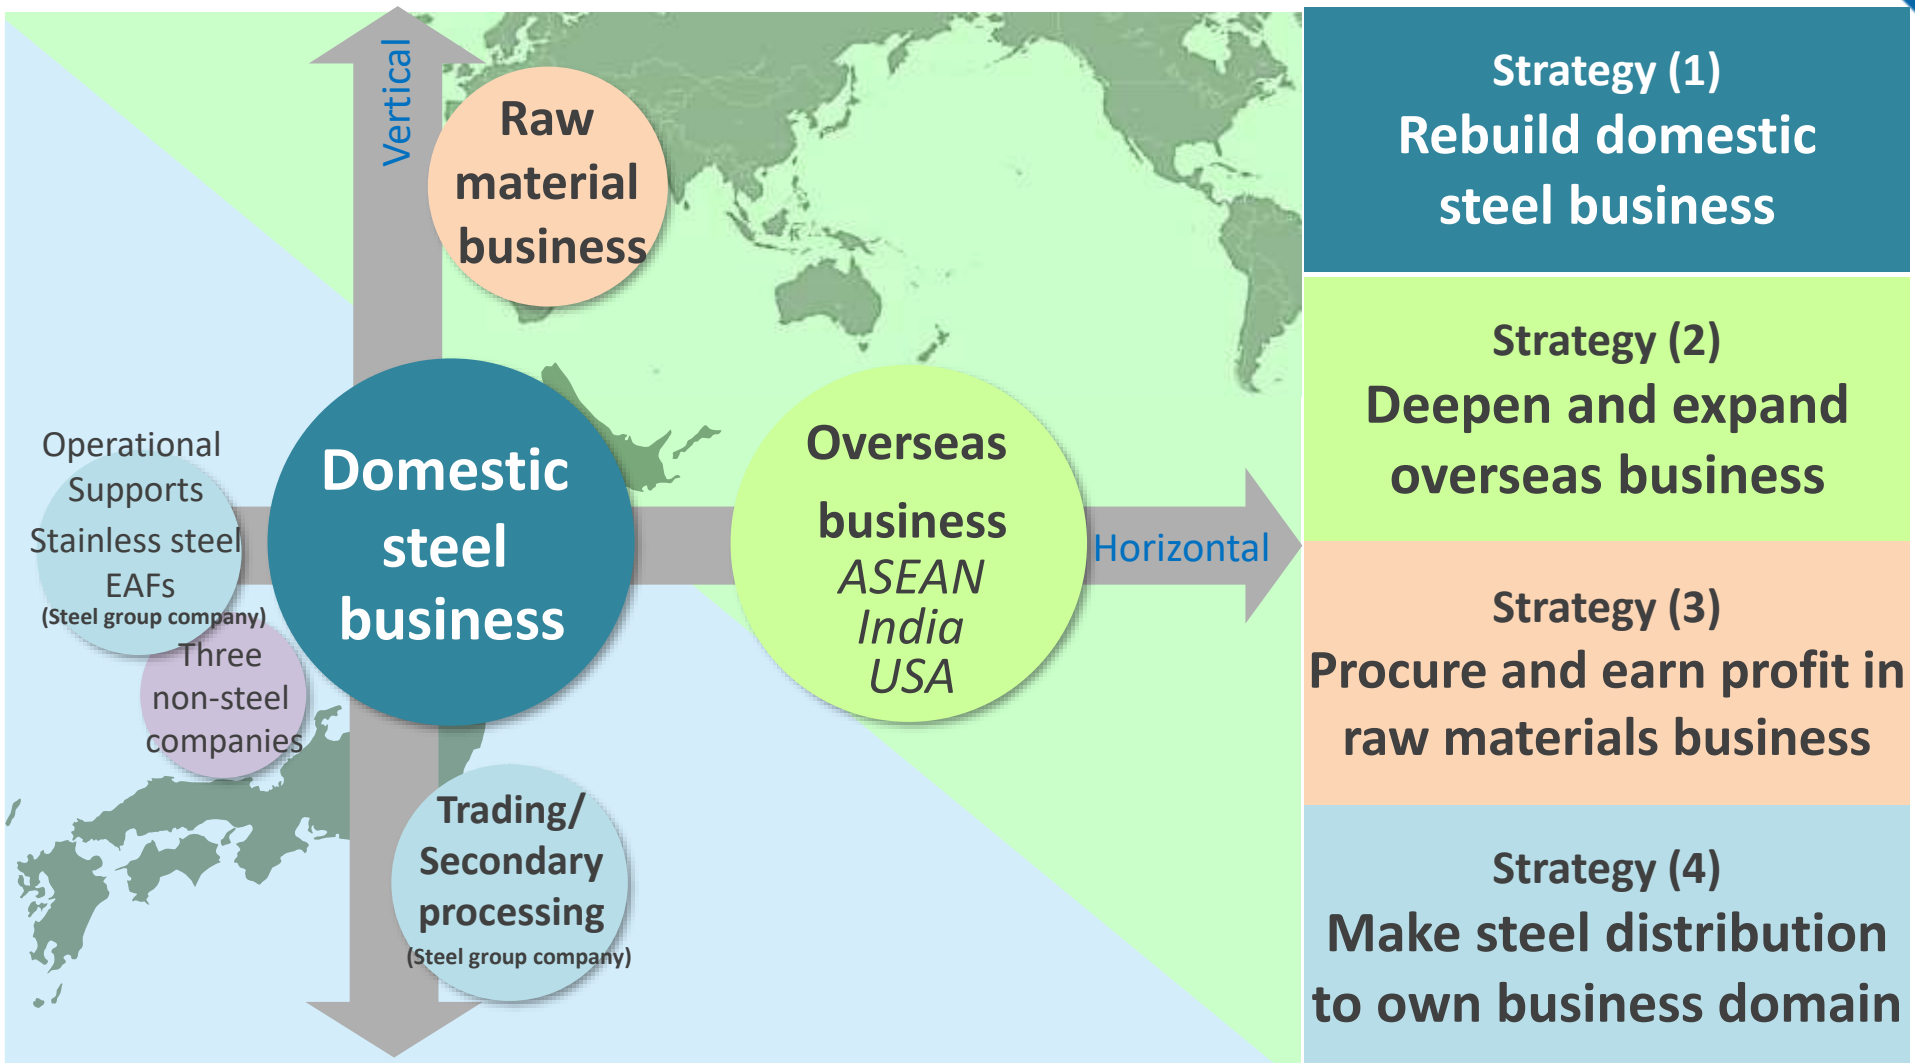 Vertical
Raw
material
business
Operational
Supports
Stainless steel
EAFs
(Steel group company)
Three
non-steel
companies
Domestic
steel
business
Overseas
business
ASEAN
India
USA
Horizontal
Trading/
Secondary
processing
(Steel group company)
Strategy (1)
Rebuild domestic
steel business
Strategy (2)
Deepen and expand
overseas business
Strategy (3)
Procure and earn profit in
raw materials business
Strategy (4)
Make steel distribution
to own business domain